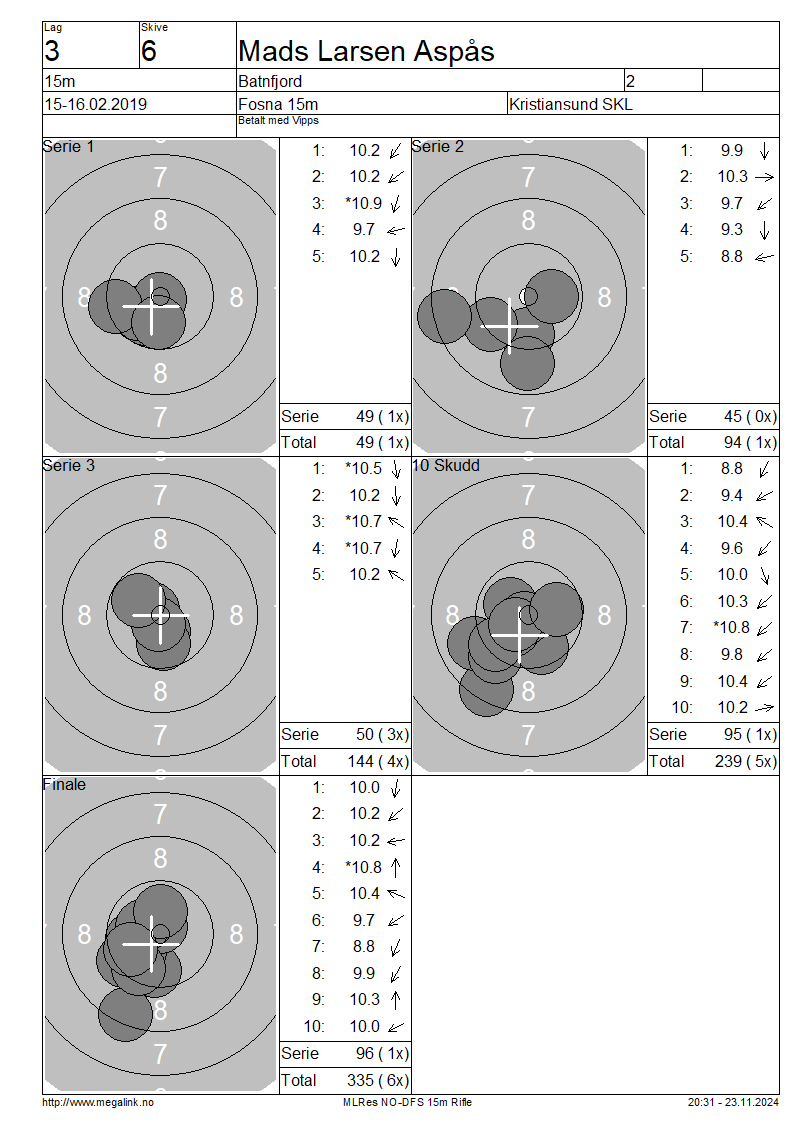 Lag Skive
3 6 Mads Larsen Aspås
15m Batnfjord 2
15-16.02.2019 Fosna 15m Kristiansund SKL
Betalt med Vipps
Serie 1
7
8
8 8
8
7
1: 10.2
2: 10.2
3: *10.9
4: 9.7
5: 10.2
Serie 49 ( 1x)
Total 49 ( 1x)
Serie 2
7
8
8
8
7
1: 9.9
2: 10.3
3: 9.7
4: 9.3
5: 8.8
Serie 45 ( 0x)
Total 94 ( 1x)
Serie 3
7
8
8 8
8
7
1: *10.5
2: 10.2
3: *10.7
4: *10.7
5: 10.2
Serie 50 ( 3x)
Total 144 ( 4x)
10 Skudd
7
8
8 8
8
7
1: 8.8
2: 9.4
3: 10.4
4: 9.6
5: 10.0
6: 10.3
7: *10.8
8: 9.8
9: 10.4
10: 10.2
Serie 95 ( 1x)
Total 239 ( 5x)
Finale
7
8
8 8
8
7
1: 10.0
2: 10.2
3: 10.2
4: *10.8
5: 10.4
6: 9.7
7: 8.8
8: 9.9
9: 10.3
10: 10.0
Serie 96 ( 1x)
Total 335 ( 6x)
http://www.megalink.no MLRes NO-DFS 15m Rifle 20:31 - 23.11.2024